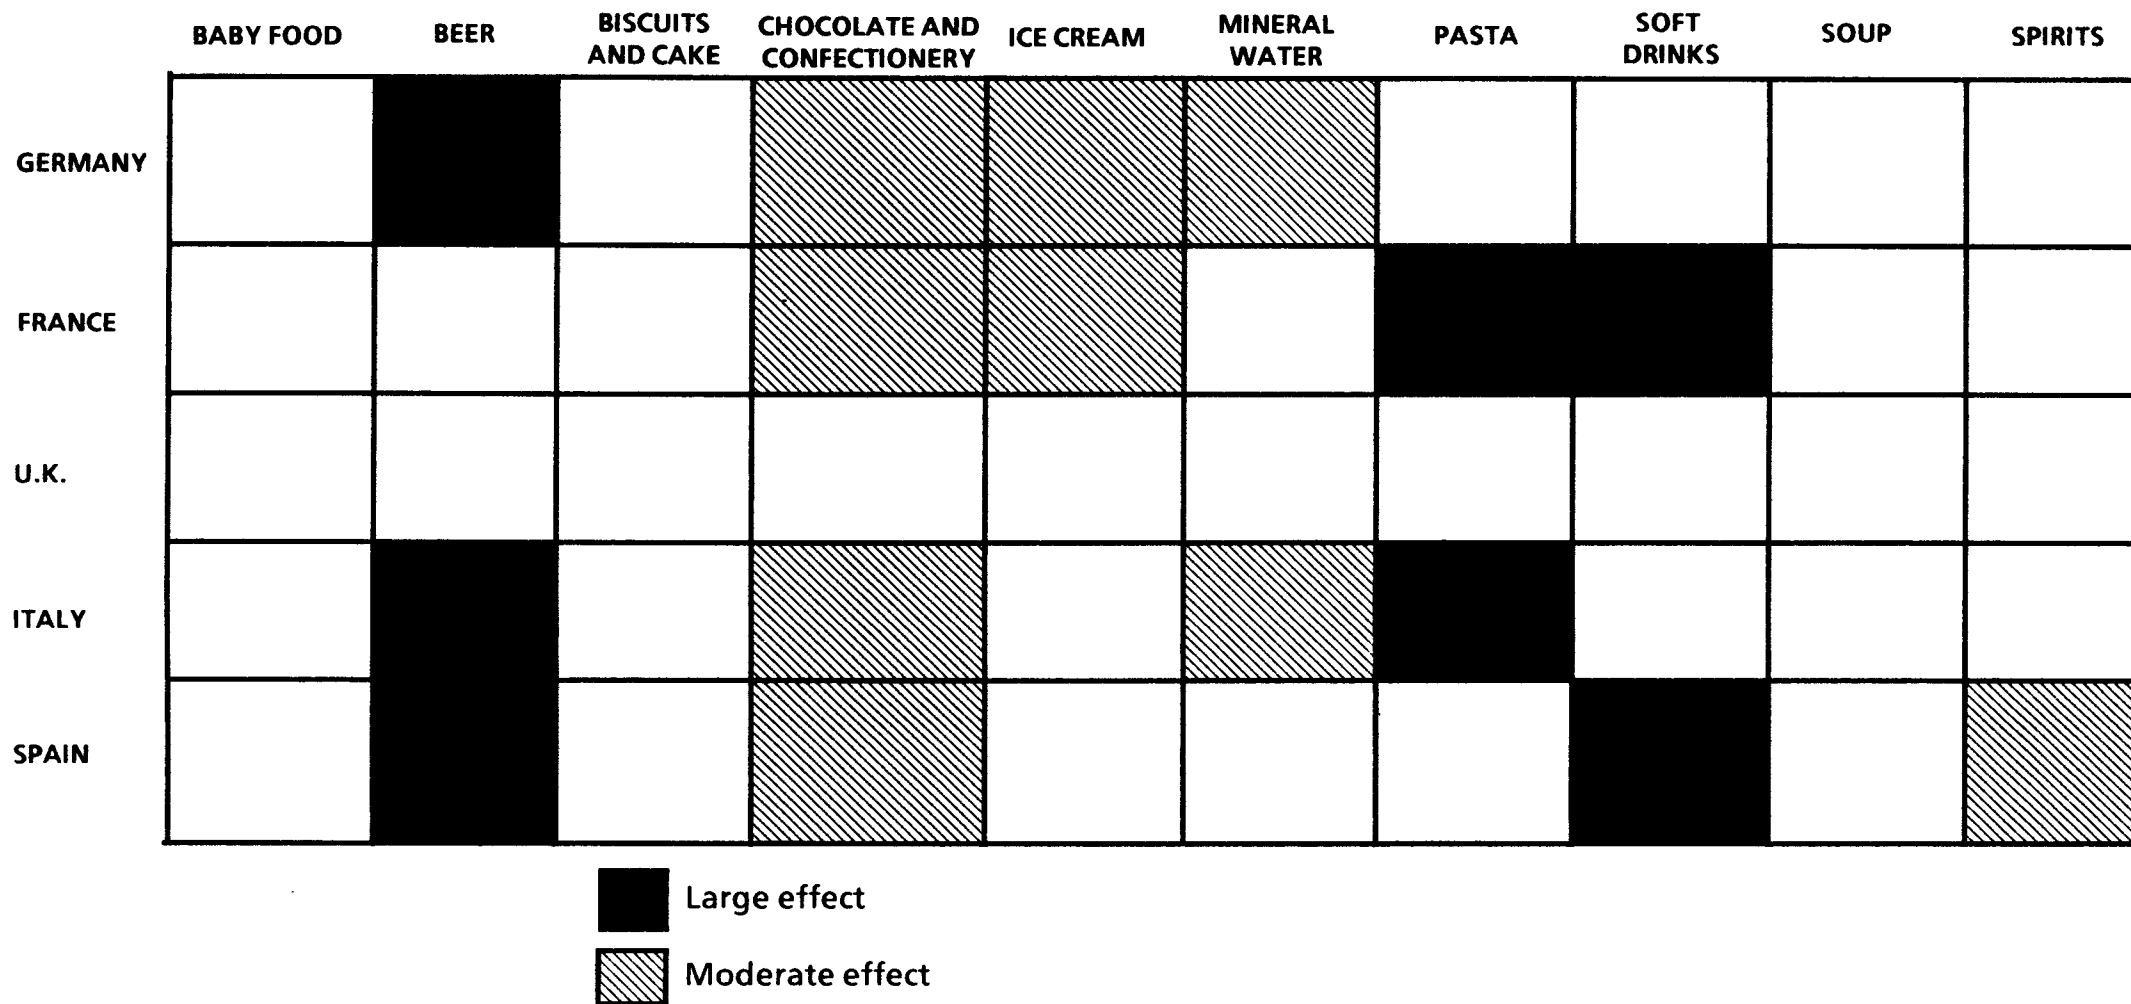 BABY FOOD BEER BISCUITS AND CAKE CHOCOLATE AND CONFECTIONERY ICE CREAM MINERAL WATER PASTA SOFT DRINKS SOUP SPIRITS
GERMANY
FRANCE
U.K.
ITALY
SPAIN
Large effect
Moderate effect